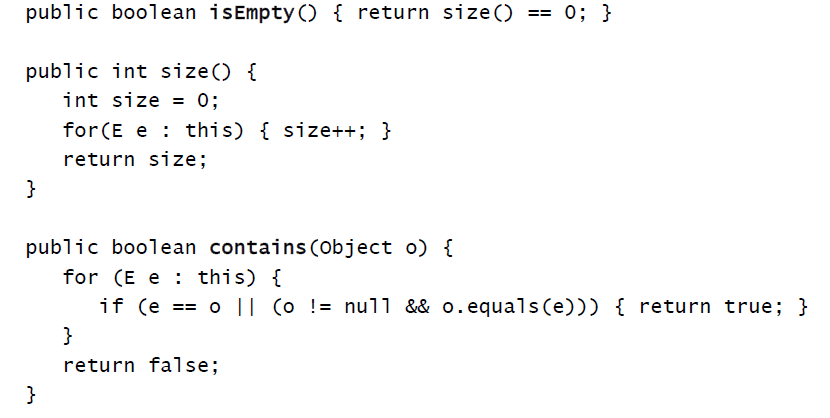 public boolean isEmpty() { return size() == 0; }
public int size() {
int size = 0;
for(E e : this) { size++; }
return size;
}
public boolean contains(Object o) {
for (E e : this) {
if (e == o || (o != null && o.equals(e))) { return true; }
}
return false;
}